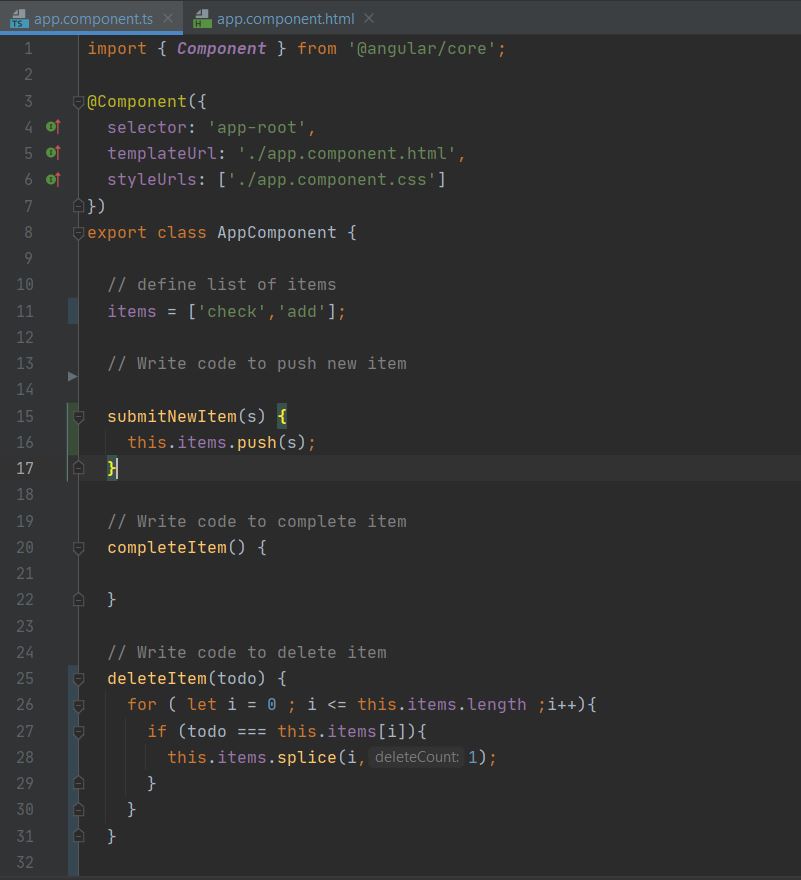 app.component.ts app.component.html
TS H
1 import { Component } from '@angular/core';
2
3 @Component({
4   selector: 'app-root',
5   templateUrl: './app.component.html',
6   styleUrls: ['./app.component.css']
7 })
8 export class AppComponent {
9
10   // define list of items
11   items = ['check','add'];
12
13   // Write code to push new item
14
15   submitNewItem(s) {
16     this.items.push(s);
17   }
18
19   // Write code to complete item
20   completeItem() {
21
22   }
23
24   // Write code to delete item
25   deleteItem(todo) {
26     for ( let i = 0 ; i <= this.items.length ;i++){
27       if (todo === this.items[i]){
28         this.items.splice(i, deleteCount: 1);
29       }
30     }
31   }
32